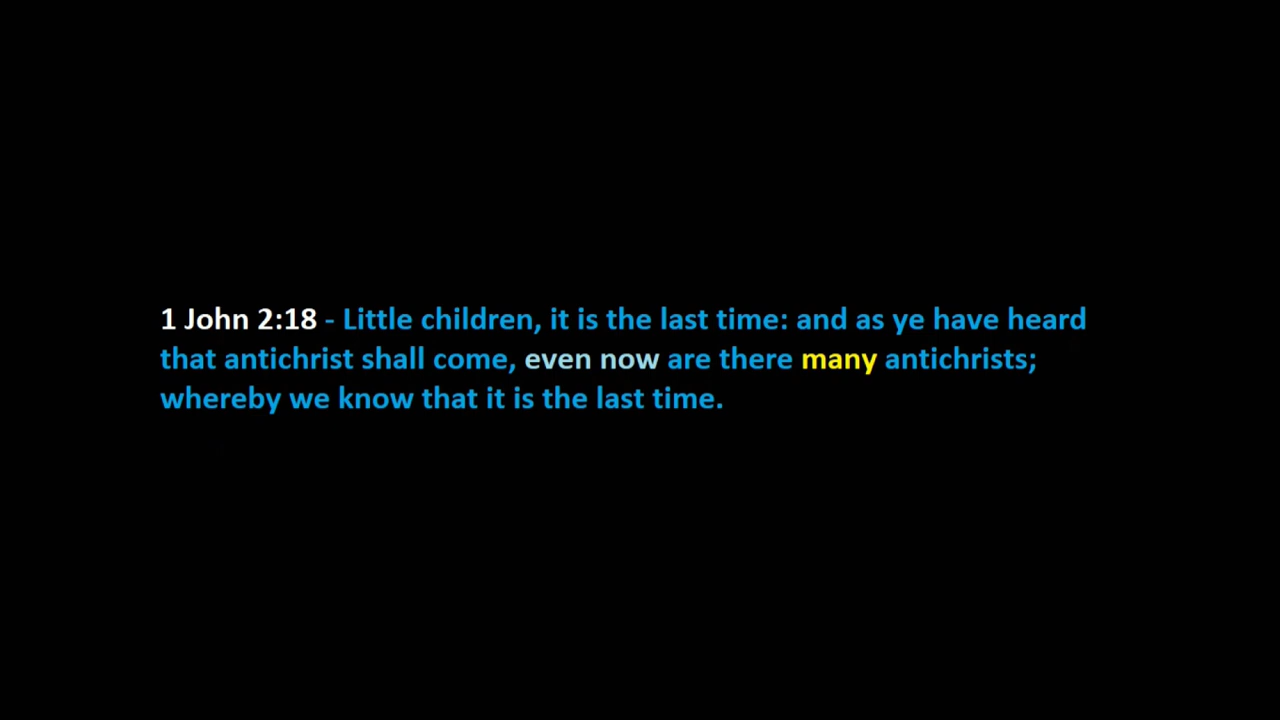 1 John 2:18 - Little children, it is the last time: and as ye have heard
that antichrist shall come, even now are there many antichrists;
whereby we know that it is the last time.